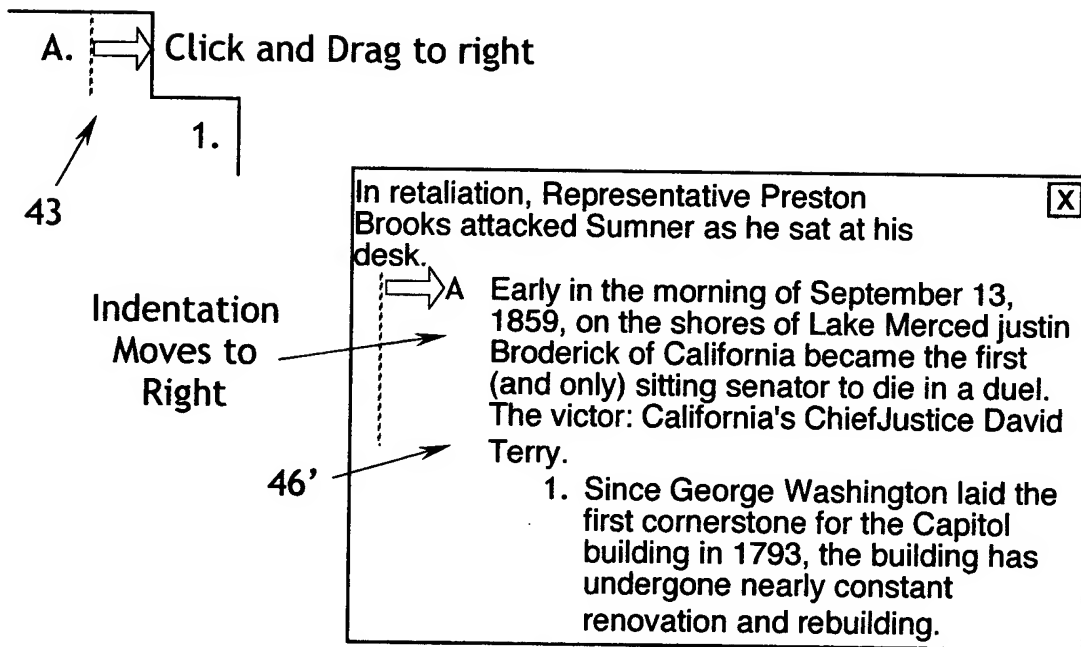 A. Click and Drag to right
1.
43
In retaliation, Representative Preston
X
Brooks attacked Sumner as he sat at his
desk.
A Early in the morning of September 13,
1859, on the shores of Lake Merced justin
Broderick of California became the first
(and only) sitting senator to die in a duel.
The victor: California's ChiefJustice David
Terry.
1. Since George Washington laid the
first cornerstone for the Capitol
building in 1793, the building has
undergone nearly constant
renovation and rebuilding.
Indentation
Moves to
Right
46’